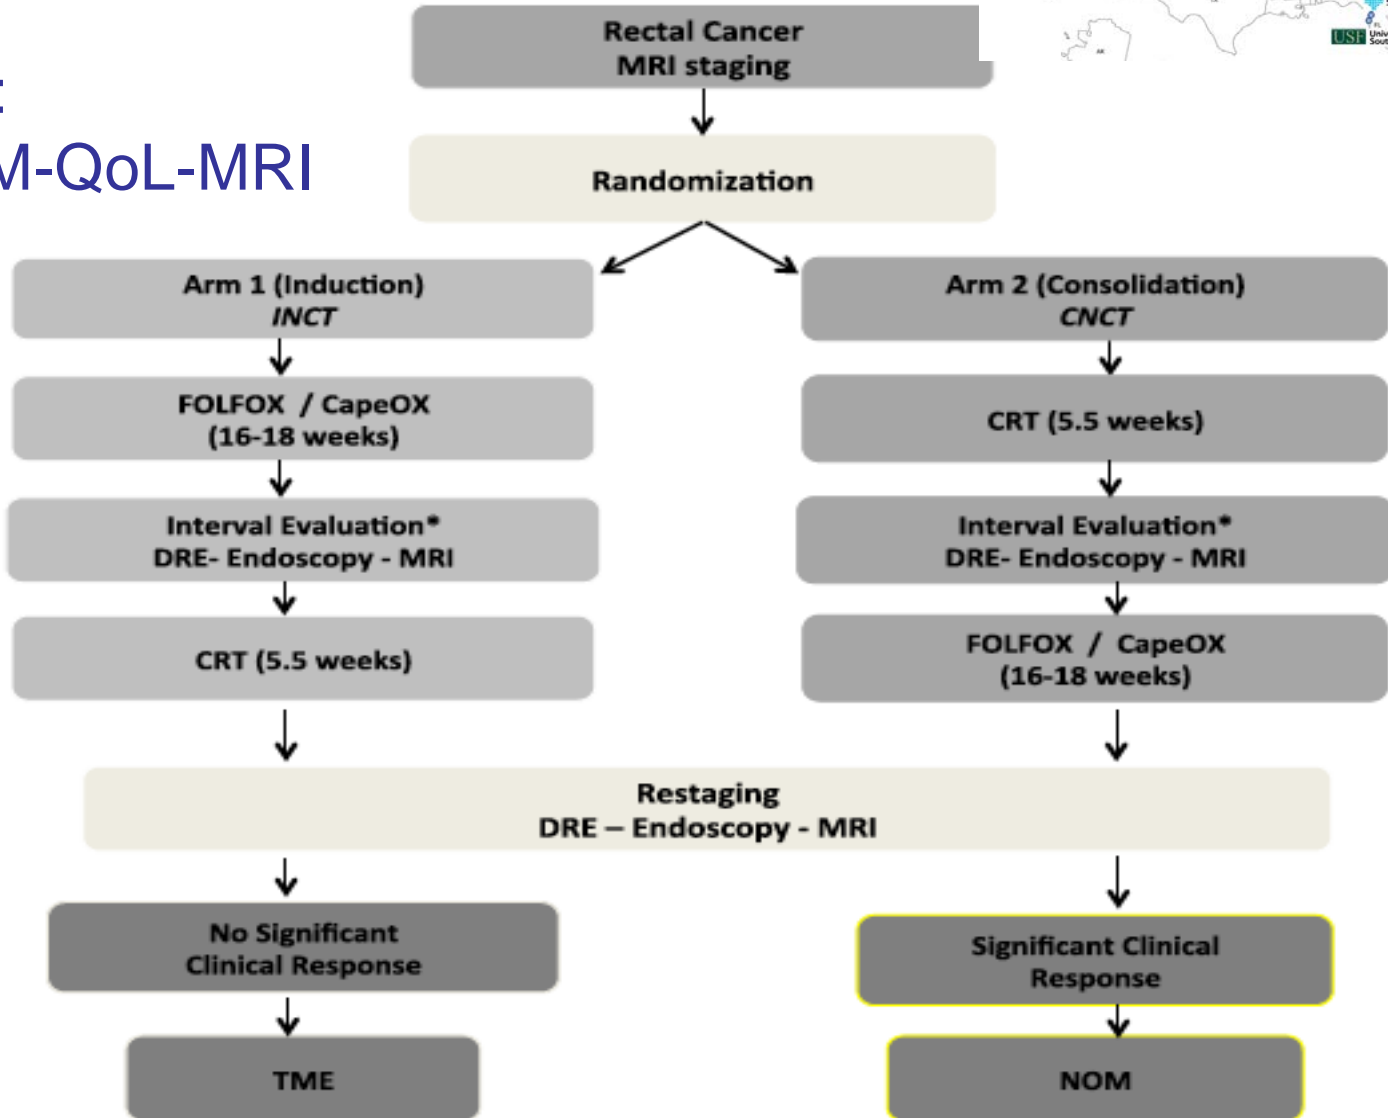 Rectal Cancer
MRI staging
M-QoL-MRI
Randomization
Arm 1 (Induction)
INCT
Arm 2 (Consolidation)
CNCT
FOLFOX / CapeOX
(16-18 weeks)
CRT (5.5 weeks)
Interval Evaluation*
DRE- Endoscopy - MRI
Interval Evaluation*
DRE- Endoscopy - MRI
CRT (5.5 weeks)
FOLFOX / CapeOX
(16-18 weeks)
Restaging
DRE – Endoscopy - MRI
No Significant
Clinical Response
Significant Clinical
Response
TME
NOM
USF